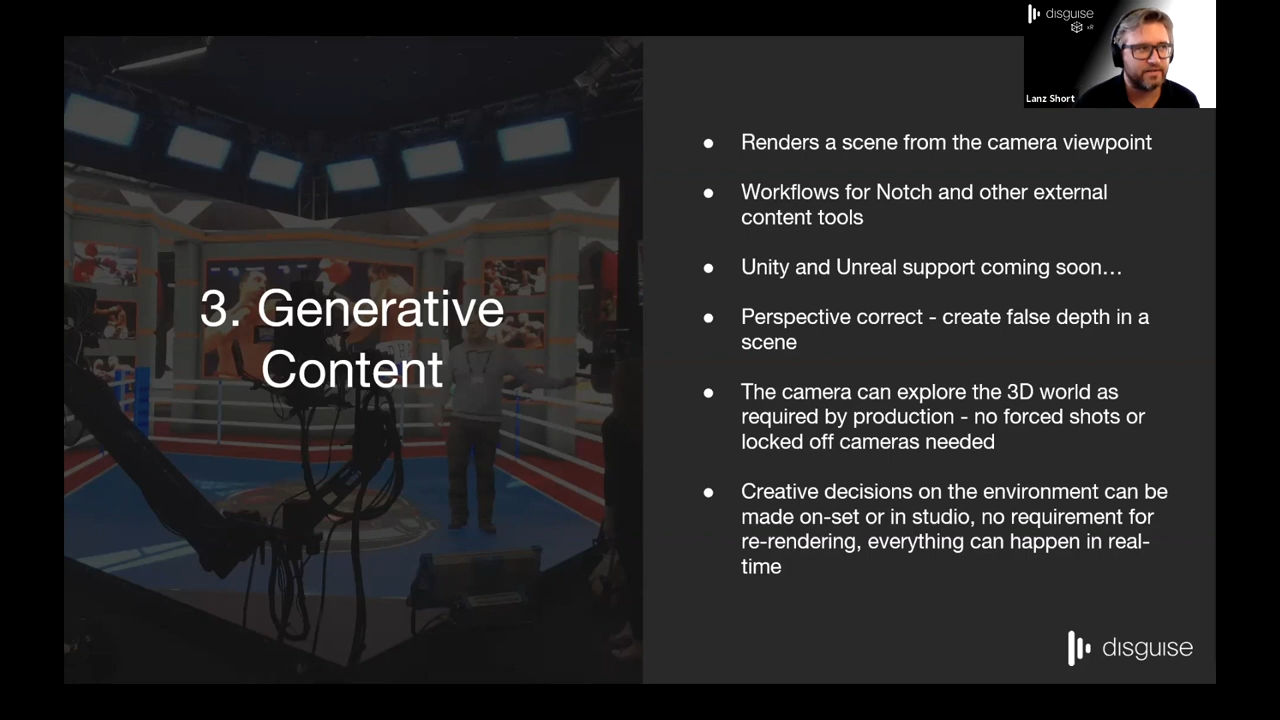 disguise
xR
Lanz Short
3. Generative
Content
● Renders a scene from the camera viewpoint
● Workflows for Notch and other external
content tools
● Unity and Unreal support coming soon…
● Perspective correct - create false depth in a
scene
● The camera can explore the 3D world as
required by production - no forced shots or
locked off cameras needed
● Creative decisions on the environment can be
made on-set or in studio, no requirement for
re-rendering, everything can happen in real-
time
disguise